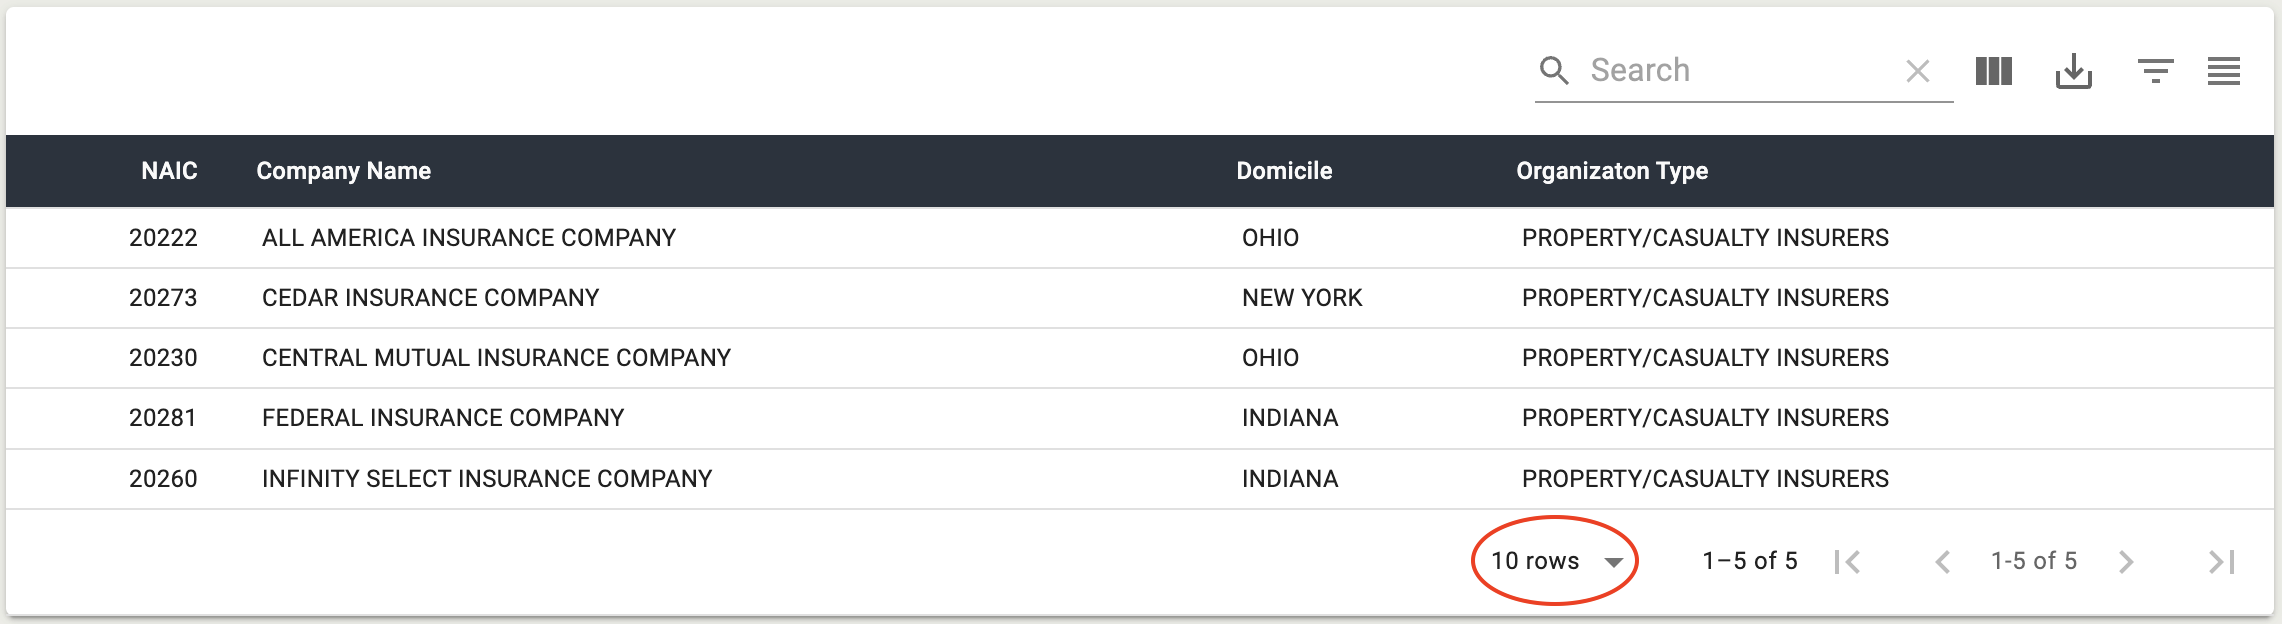 Search
NAIC Company Name Domicile Organizaton Type
20222 ALL AMERICA INSURANCE COMPANY OHIO PROPERTY/CASUALTY INSURERS
20273 CEDAR INSURANCE COMPANY NEW YORK PROPERTY/CASUALTY INSURERS
20230 CENTRAL MUTUAL INSURANCE COMPANY OHIO PROPERTY/CASUALTY INSURERS
20281 FEDERAL INSURANCE COMPANY INDIANA PROPERTY/CASUALTY INSURERS
20260 INFINITY SELECT INSURANCE COMPANY INDIANA PROPERTY/CASUALTY INSURERS
10 rows 1–5 of 5 1-5 of 5